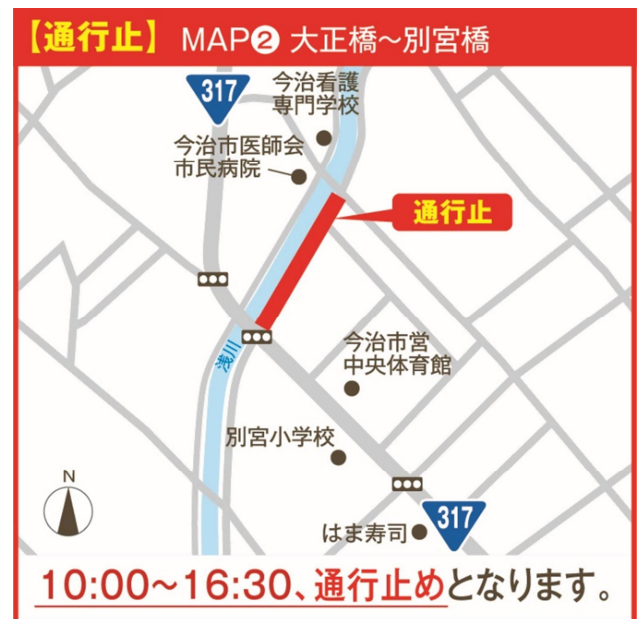 【通行止】 MAP❷ 大正橋～別宮橋
317
今治看護
専門学校
今治市医師会
市民病院
通行止
浅川
今治市営
中央体育館
別宮小学校
N
317
はま寿司
10:00～16:30、通行止めとなります。